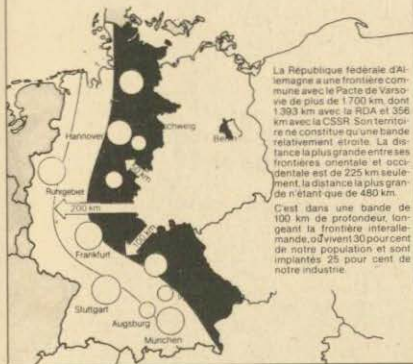 Hannover
schweig
Berlin
Ruhrgebiet
200 km
100 km
Frankfurt
Stuttgart
Augsburg
München
La République fédérale d'Al-
lemagne a une frontière com-
mune avec le Pacte de Varso-
vie de plus de 1.700 km, dont
1 393 km avec la RDA et 356
km avec la CSSR. Son territoi-
re ne constitue qu'une bande
relativement étroite. La dis-
tance la plus grande entre ses
frontières orientale et occi-
dentale est de 225 km seule-
ment, la distance la plus gran-
de n'étant que de 480 km.
C'est dans une bande de
100 km de profondeur, lon-
geant la frontière interalle-
mande, où vivent 30 pour cent
de notre population et sont
implantés 25 pour cent de
notre industrie.